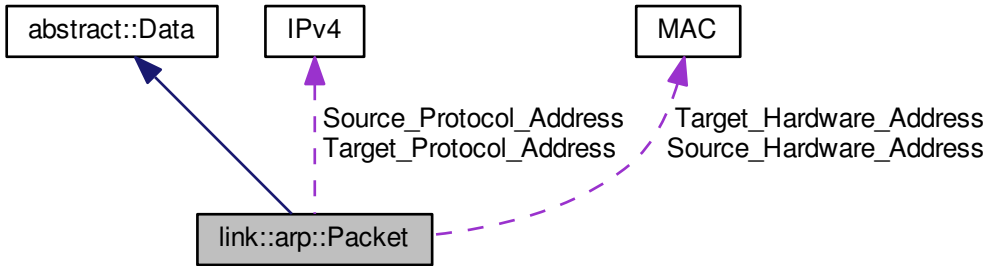 abstract::Data
IPv4
MAC
Source_Protocol_Address
Target_Protocol_Address
Target_Hardware_Address
Source_Hardware_Address
link::arp::Packet